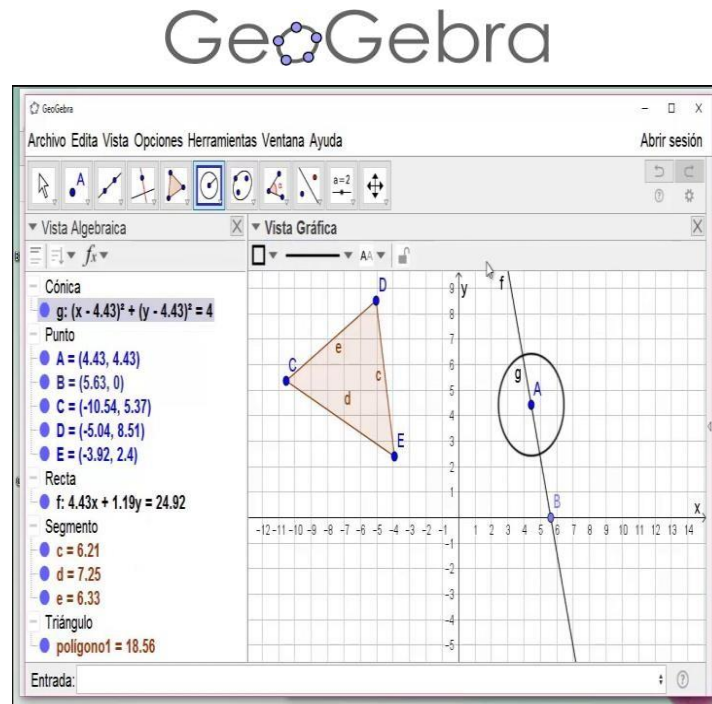 GeoGebra
GeoGebra
Archivo Edita Vista Opciones Herramientas Ventana Ayuda Abrir sesión
A
a=2
Vista Algebraica
Vista Gráfica
fx
AA
Cónica
g: (x - 4.43)² + (y - 4.43)² = 4
Punto
A = (4.43, 4.43)
B = (5.63, 0)
C = (-10.54, 5.37)
D = (-5.04, 8.51)
E = (-3.92, 2.4)
Recta
f: 4.43x + 1.19y = 24.92
Segmento
c = 6.21
d = 7.25
e = 6.33
Triángulo
polígono1 = 18.56
D
9 y f
8
7
e 6
C c g A
5
d 4
E 3
2
1 B x
-12 -11 -10 -9 -8 -7 -6 -5 -4 -3 -2 -1 1 2 3 4 5 6 7 8 9 10 11 12 13 14
-1
-2
-3
-4
-5
Entrada: